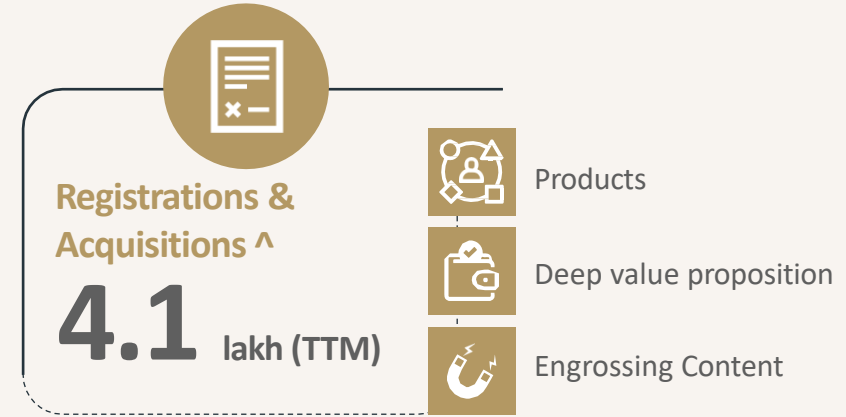 Registrations &
Acquisitions ^
4.1 lakh (TTM)
Products
Deep value proposition
Engrossing Content